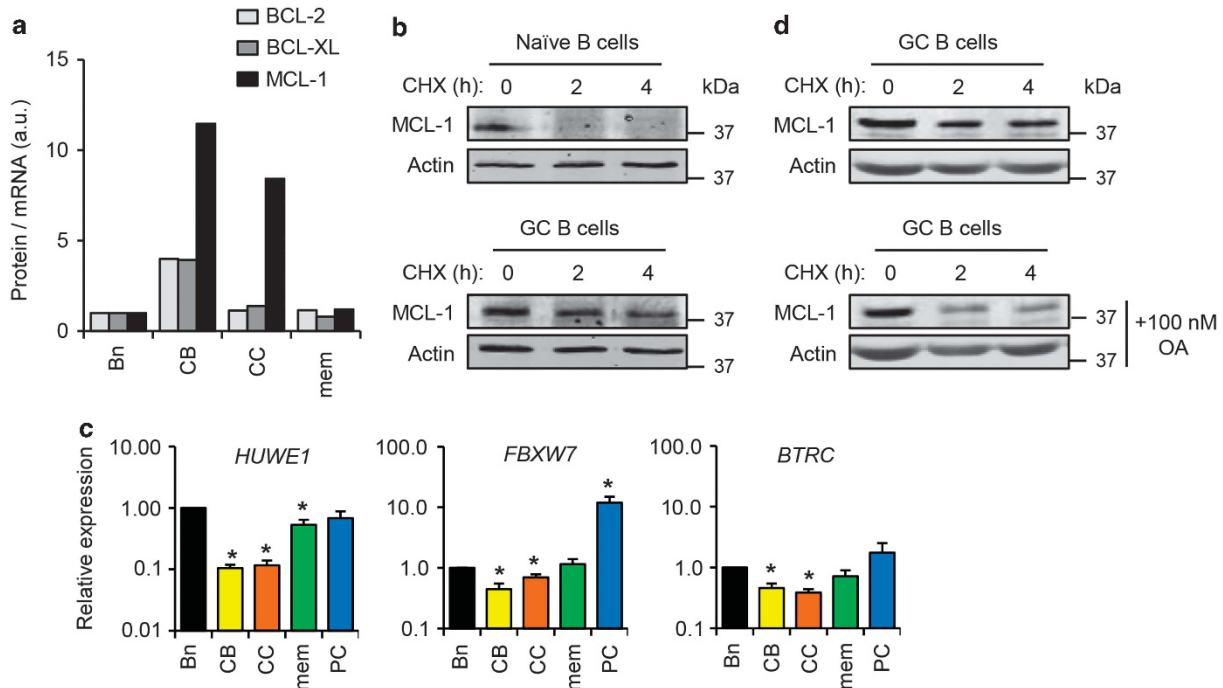 a
BCL-2
BCL-XL
MCL-1
Protein / mRNA (a.u.)
15
10
5
1
0
Bn
CB
CC
mem
b
Naïve B cells
CHX (h): 0 2 4 kDa
MCL-1 37
Actin 37
GC B cells
CHX (h): 0 2 4
MCL-1 37
Actin 37
d
GC B cells
CHX (h): 0 2 4
MCL-1 37
Actin 37
GC B cells
CHX (h): 0 2 4
MCL-1 37
Actin 37
+100 nM
OA
c
Relative expression
HUWE1
10.00
1.00
0.1
0.01
* * *
Bn
CB
CC
mem
PC
FBXW7
100.0
10.0
1.0
0.1
* * *
Bn
CB
CC
mem
PC
BTRC
100.0
10.0
1.0
0.1
* *
Bn
CB
CC
mem
PC